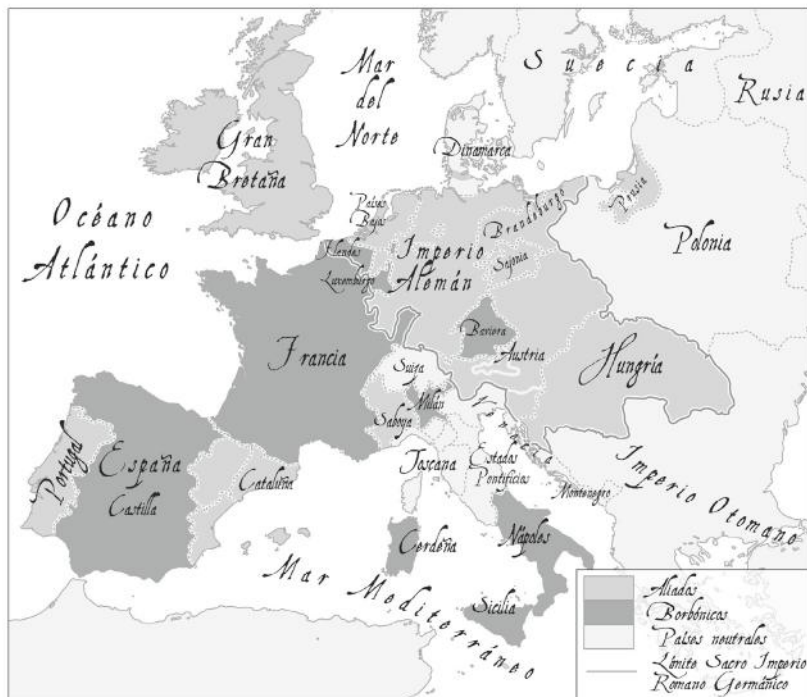 Suecia
Rusia
Mar
del
Norte
Dinamarca
Gran
Bretaña
Países
Bajos
Brandeburgo
Prusia
Océano
Atlántico
Polonia
Flandes
Imperio
Alemán
Sajonia
Luxemburgo
Francia
Baviera
Austria
Hungría
Suiza
Milán
Saboya
Venecia
Portugal
España
Castilla
Cataluña
Toscana
Estados
Pontificios
Montenegro
Imperio Otomano
Cerdeña
Nápoles
Mar Mediterráneo
Sicilia
Aliados
Borbónicos
Países neutrales
Límite Sacro Imperio
Romano Germánico